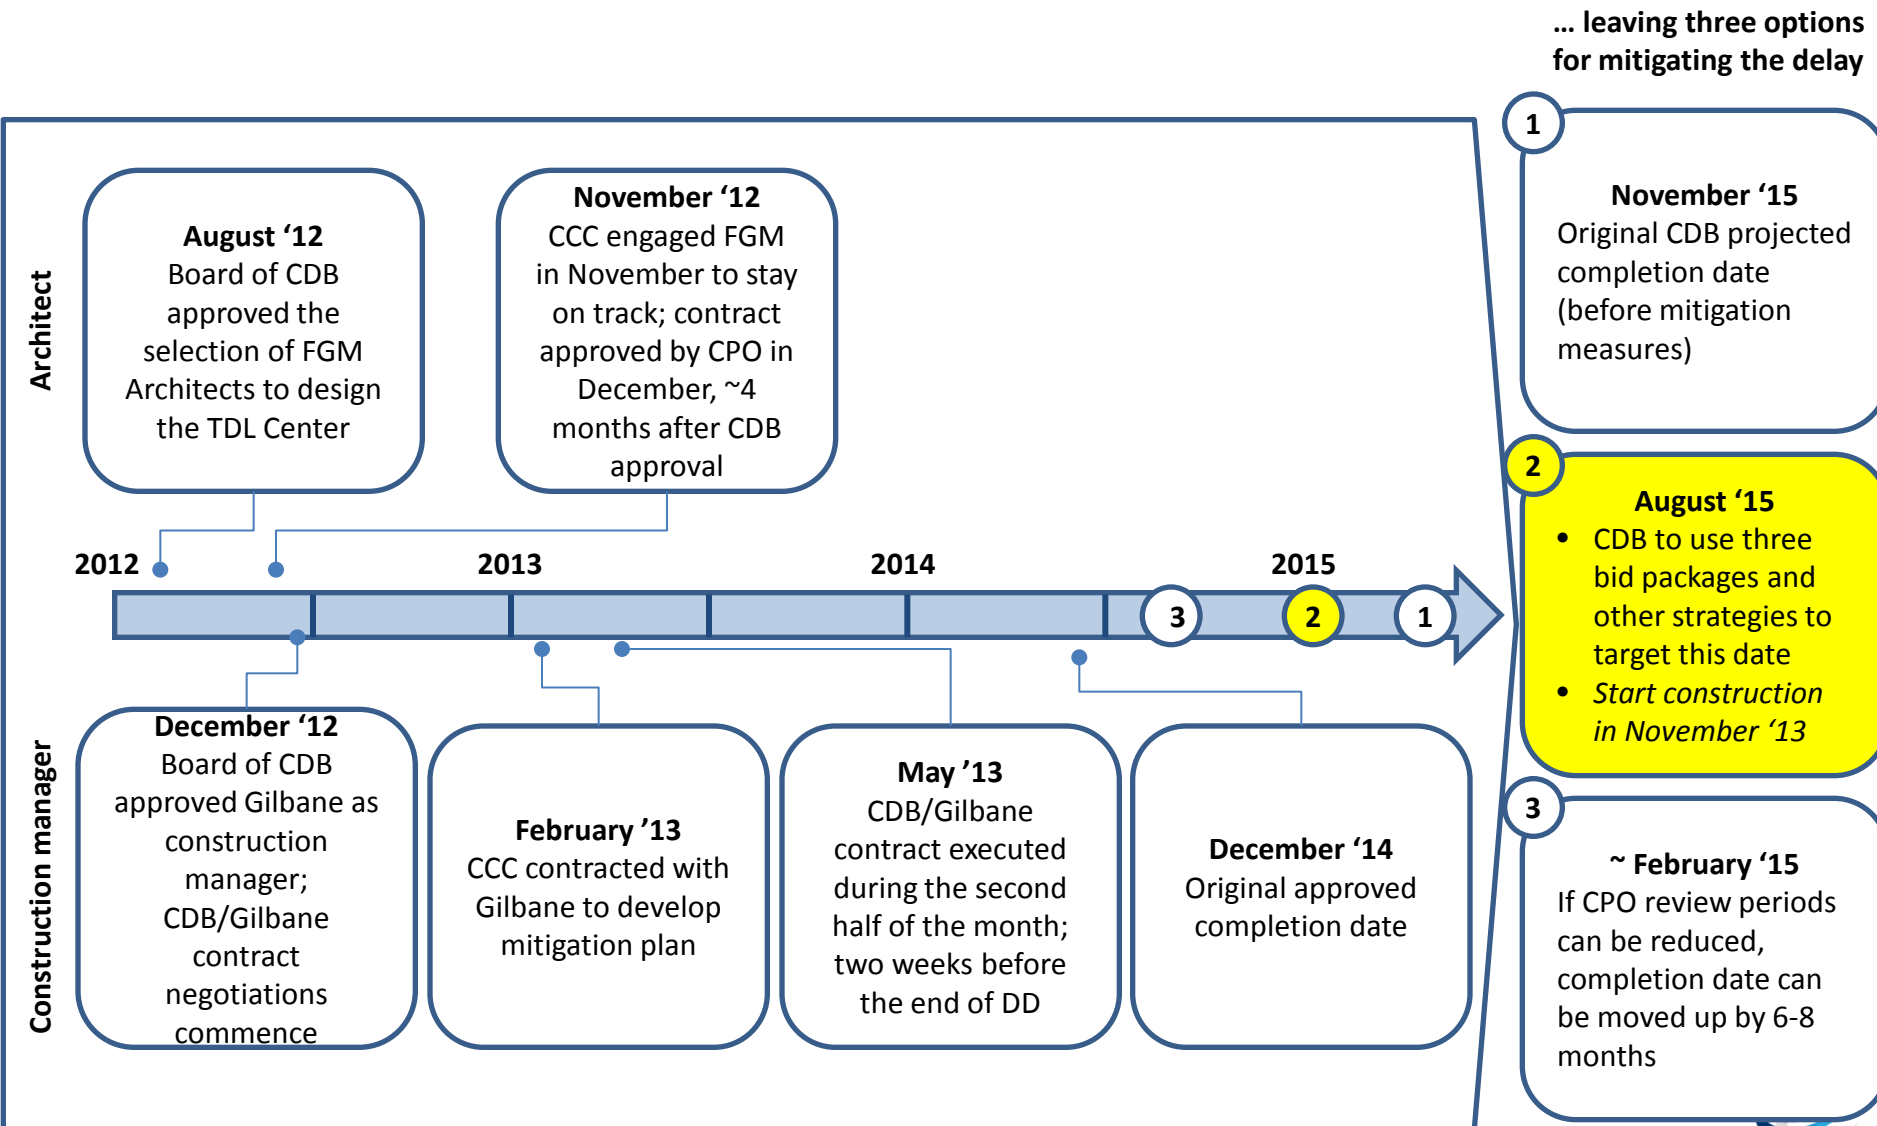 ... leaving three options
for mitigating the delay
Architect
August ‘12
Board of CDB
approved the
selection of FGM
Architects to design
the TDL Center
November ‘12
CCC engaged FGM
in November to stay
on track; contract
approved by CPO in
December, ~4
months after CDB
approval
2012
2013
2014
2015
3
2
1
Construction manager
December ‘12
Board of CDB
approved Gilbane as
construction
manager;
CDB/Gilbane
contract
negotiations
commence
February ‘13
CCC contracted with
Gilbane to develop
mitigation plan
May ’13
CDB/Gilbane
contract executed
during the second
half of the month;
two weeks before
the end of DD
December ‘14
Original approved
completion date
1
November ‘15
Original CDB projected
completion date
(before mitigation
measures)
2
August ‘15
• CDB to use three
bid packages and
other strategies to
target this date
• Start construction
in November ‘13
3
~ February ‘15
If CPO review periods
can be reduced,
completion date can
be moved up by 6-8
months